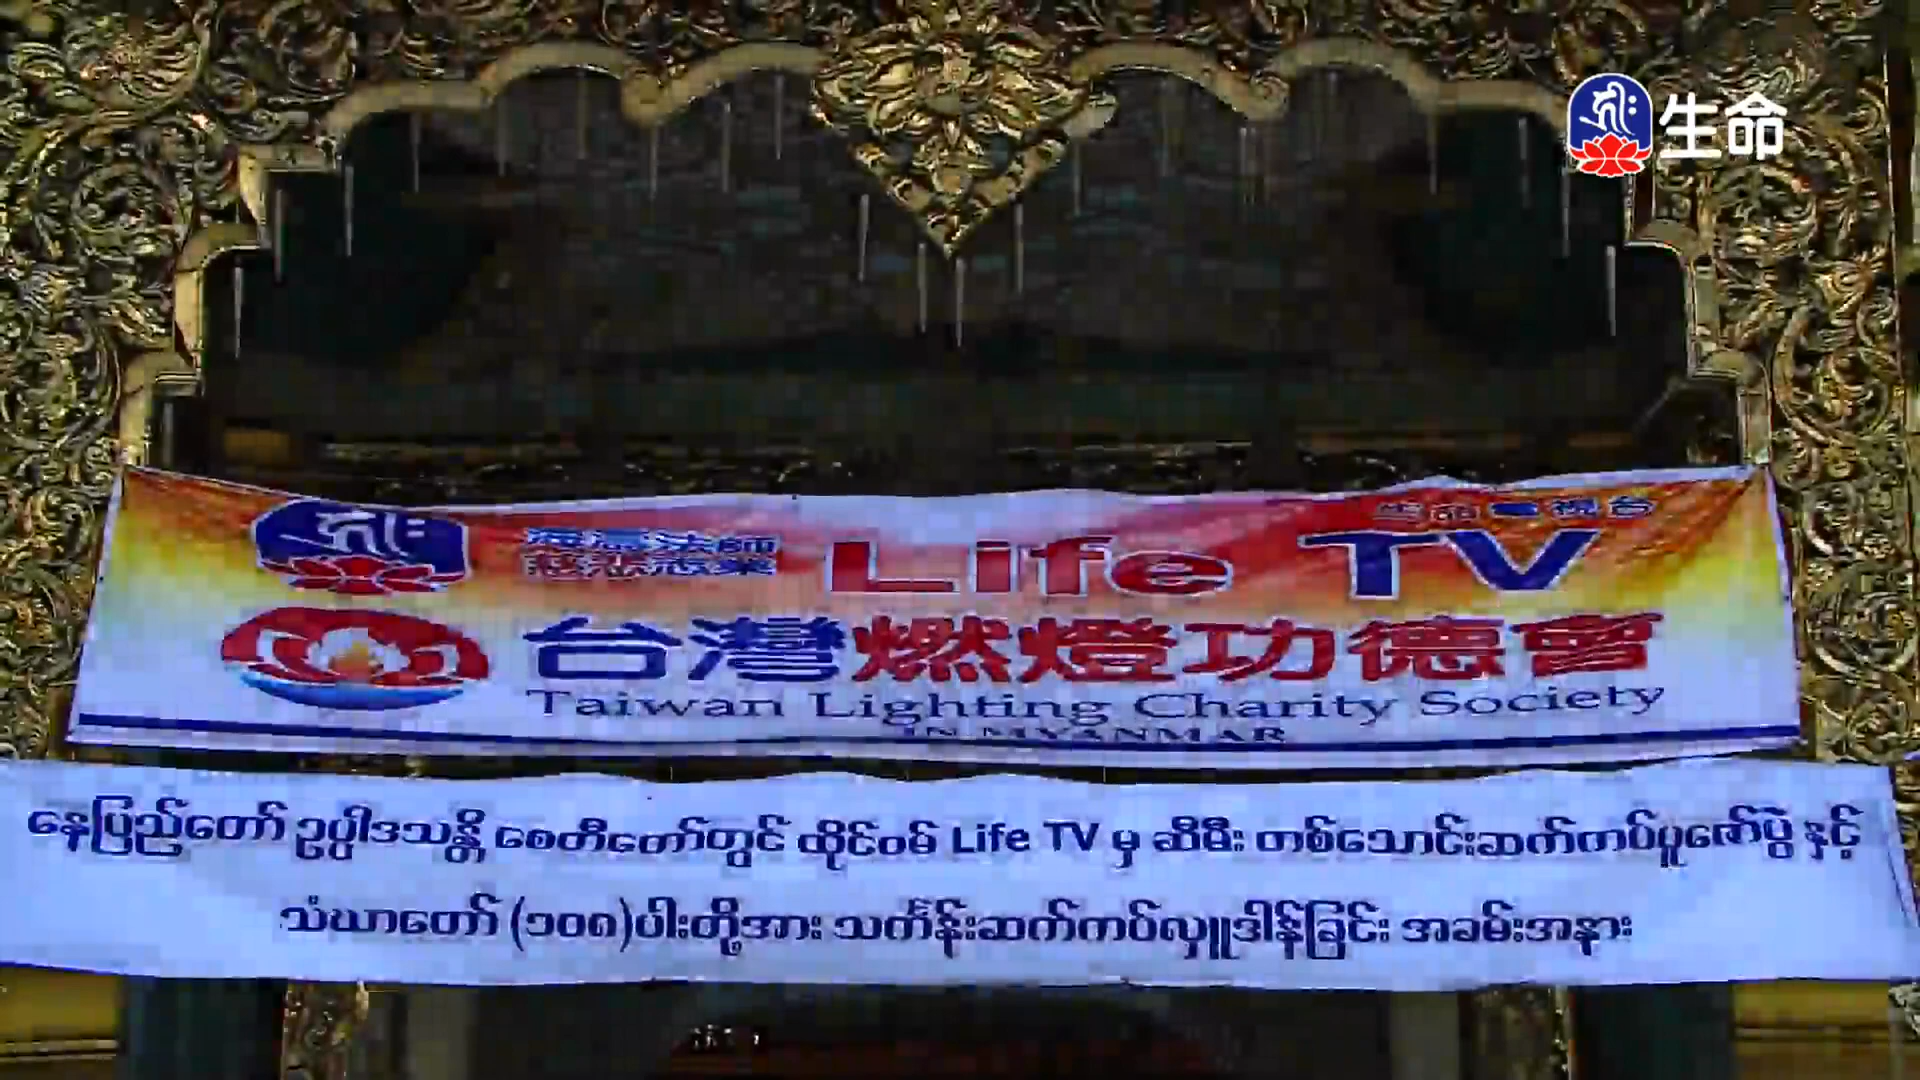 生命
生命電視台
海濤法師 Life TV
慈悲志業
台灣燃燈功德會
Taiwan Lighting Charity Society
IN MYANMAR
နေပြည်တော် ဥပ္ပါဒသန္တိ စေတီတော်တွင် ထိုင်ဝမ် Life TV မှ ဆီမီး တစ်သောင်းဆက်ကပ်ပူဇော်ပွဲ နှင့်
သံဃာတော် (၁၀၈)ပါးတို့အား သင်္ကန်းဆက်ကပ်လှူဒါန်ခြင်း အခမ်းအနား